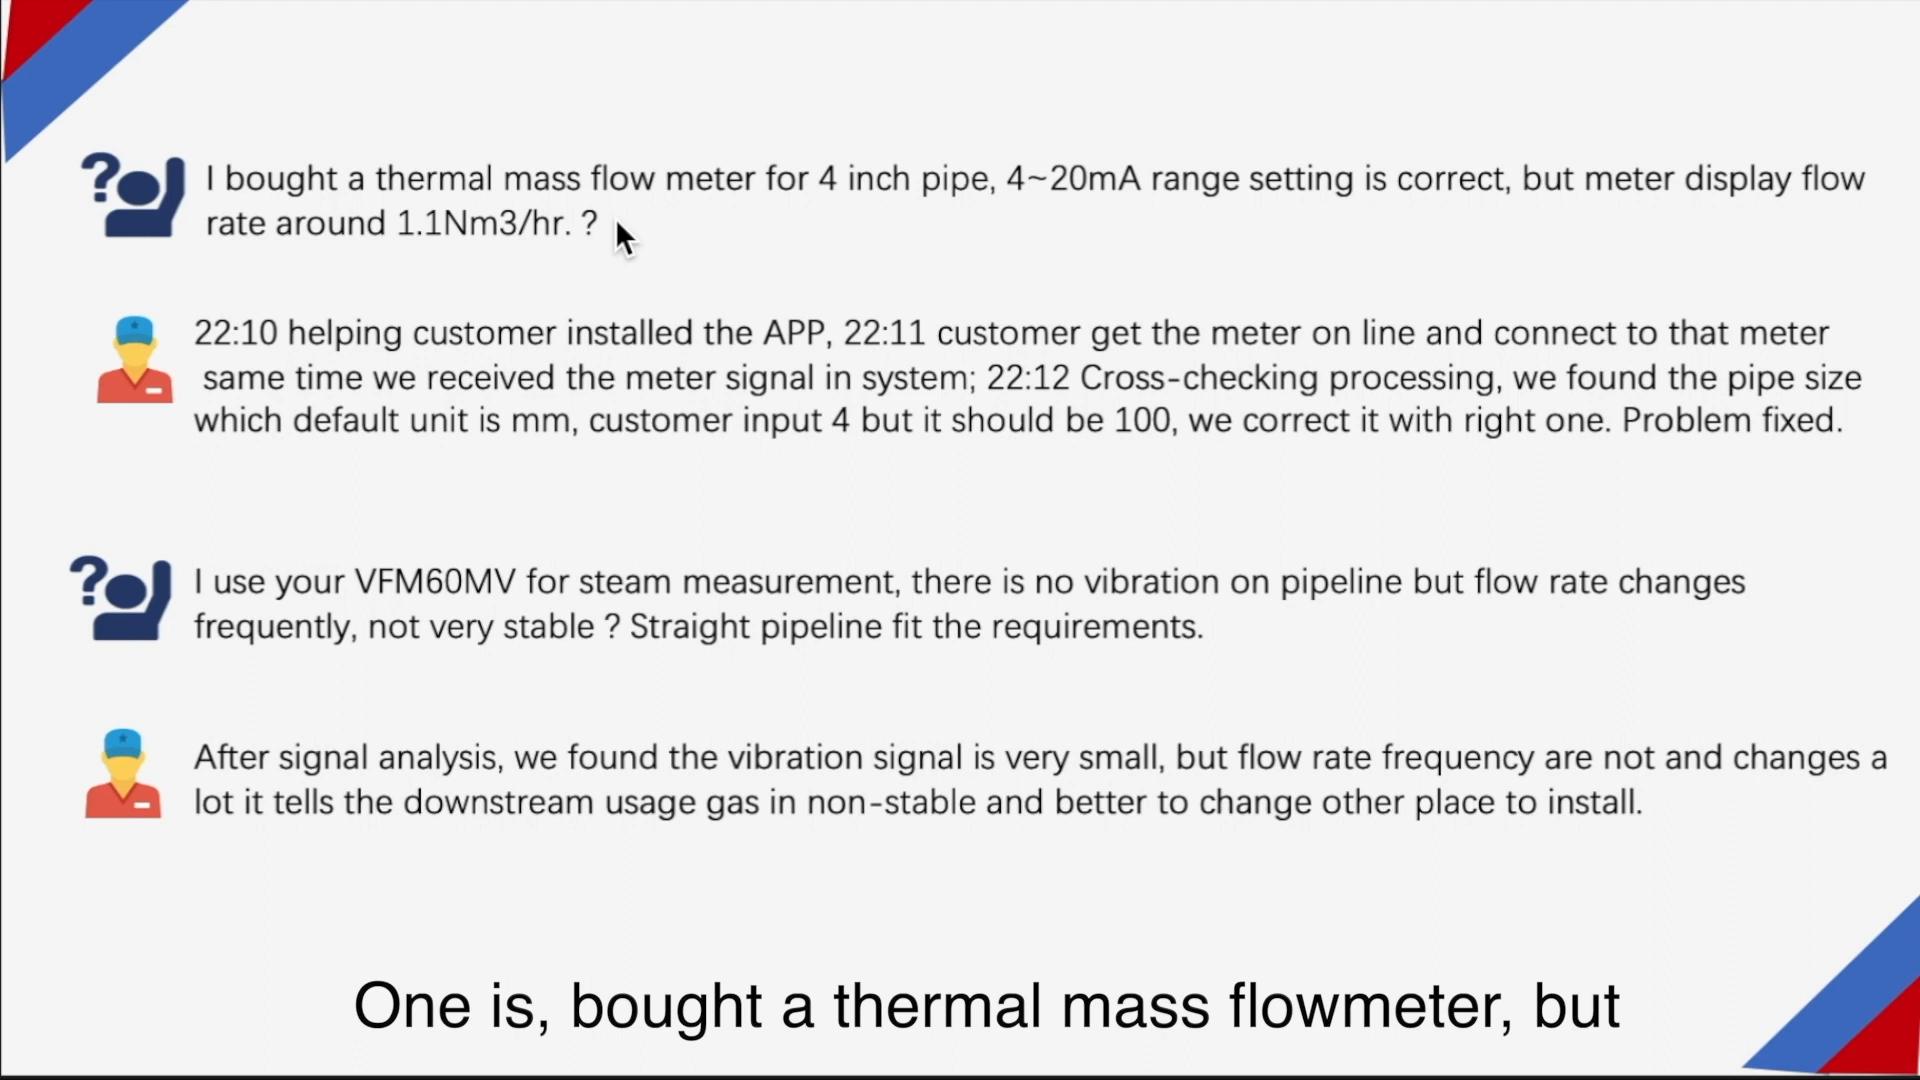 I bought a thermal mass flow meter for 4 inch pipe, 4~20mA range setting is correct, but meter display flow
rate around 1.1Nm3/hr. ?
22:10 helping customer installed the APP, 22:11 customer get the meter on line and connect to that meter
same time we received the meter signal in system; 22:12 Cross-checking processing, we found the pipe size
which default unit is mm, customer input 4 but it should be 100, we correct it with right one. Problem fixed.
I use your VFM60MV for steam measurement, there is no vibration on pipeline but flow rate changes
frequently, not very stable ? Straight pipeline fit the requirements.
After signal analysis, we found the vibration signal is very small, but flow rate frequency are not and changes a
lot it tells the downstream usage gas in non-stable and better to change other place to install.
One is, bought a thermal mass flowmeter, but